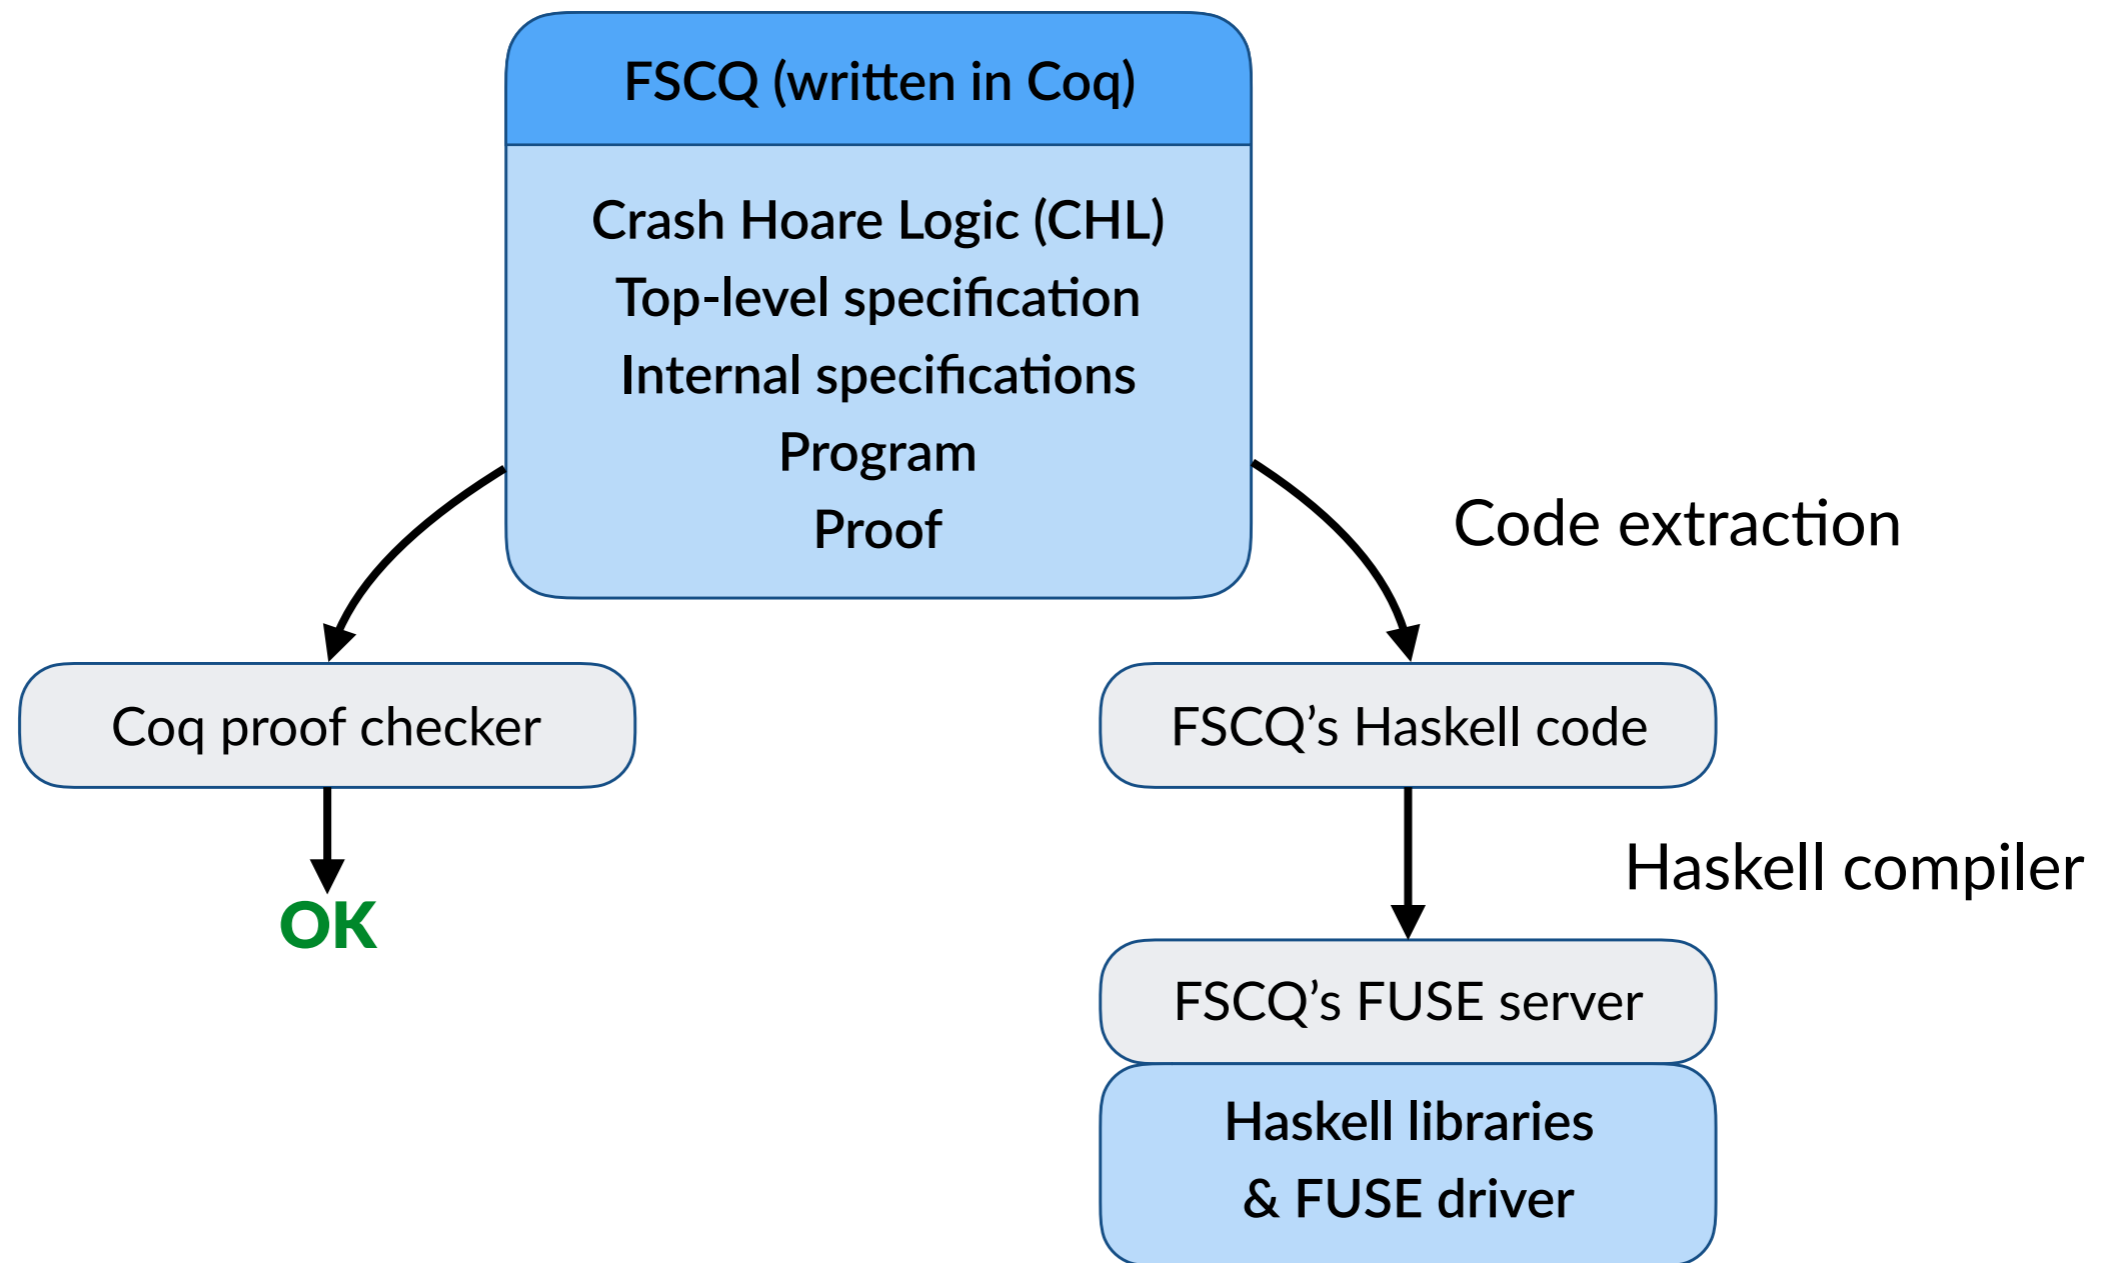 FSCQ (written in Coq)
Crash Hoare Logic (CHL)
Top-level specification
Internal specifications
Program
Proof
Code extraction
Coq proof checker
FSCQ’s Haskell code
Haskell compiler
OK
FSCQ’s FUSE server
Haskell libraries
& FUSE driver